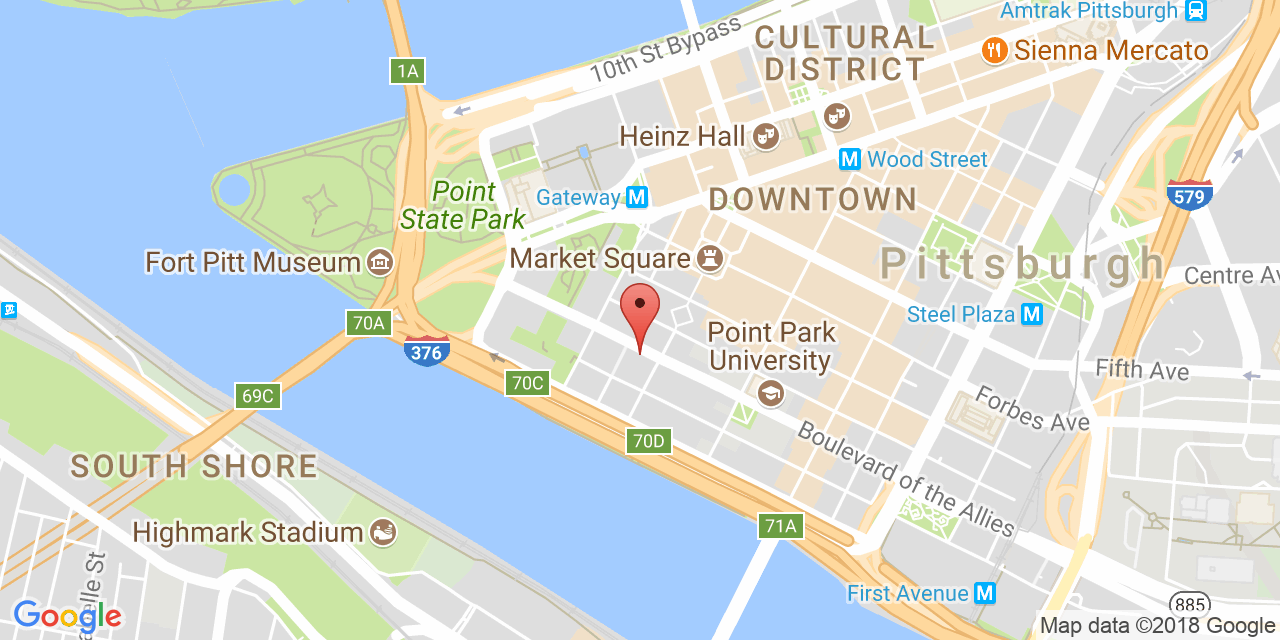 Amtrak Pittsburgh
10th St Bypass
CULTURAL
DISTRICT
Sienna Mercato
1A
Heinz Hall
M Wood Street
579
Point
State Park
Gateway M
DOWNTOWN
Fort Pitt Museum
Market Square
Pittsburgh
Centre Av
70A
376
Steel Plaza M
Point Park
University
70C
69C
Fifth Ave
Forbes Ave
70D
Boulevard of the Allies
SOUTH SHORE
71A
Highmark Stadium
elle St
First Avenue M
885
Google
Map data ©2018 Google